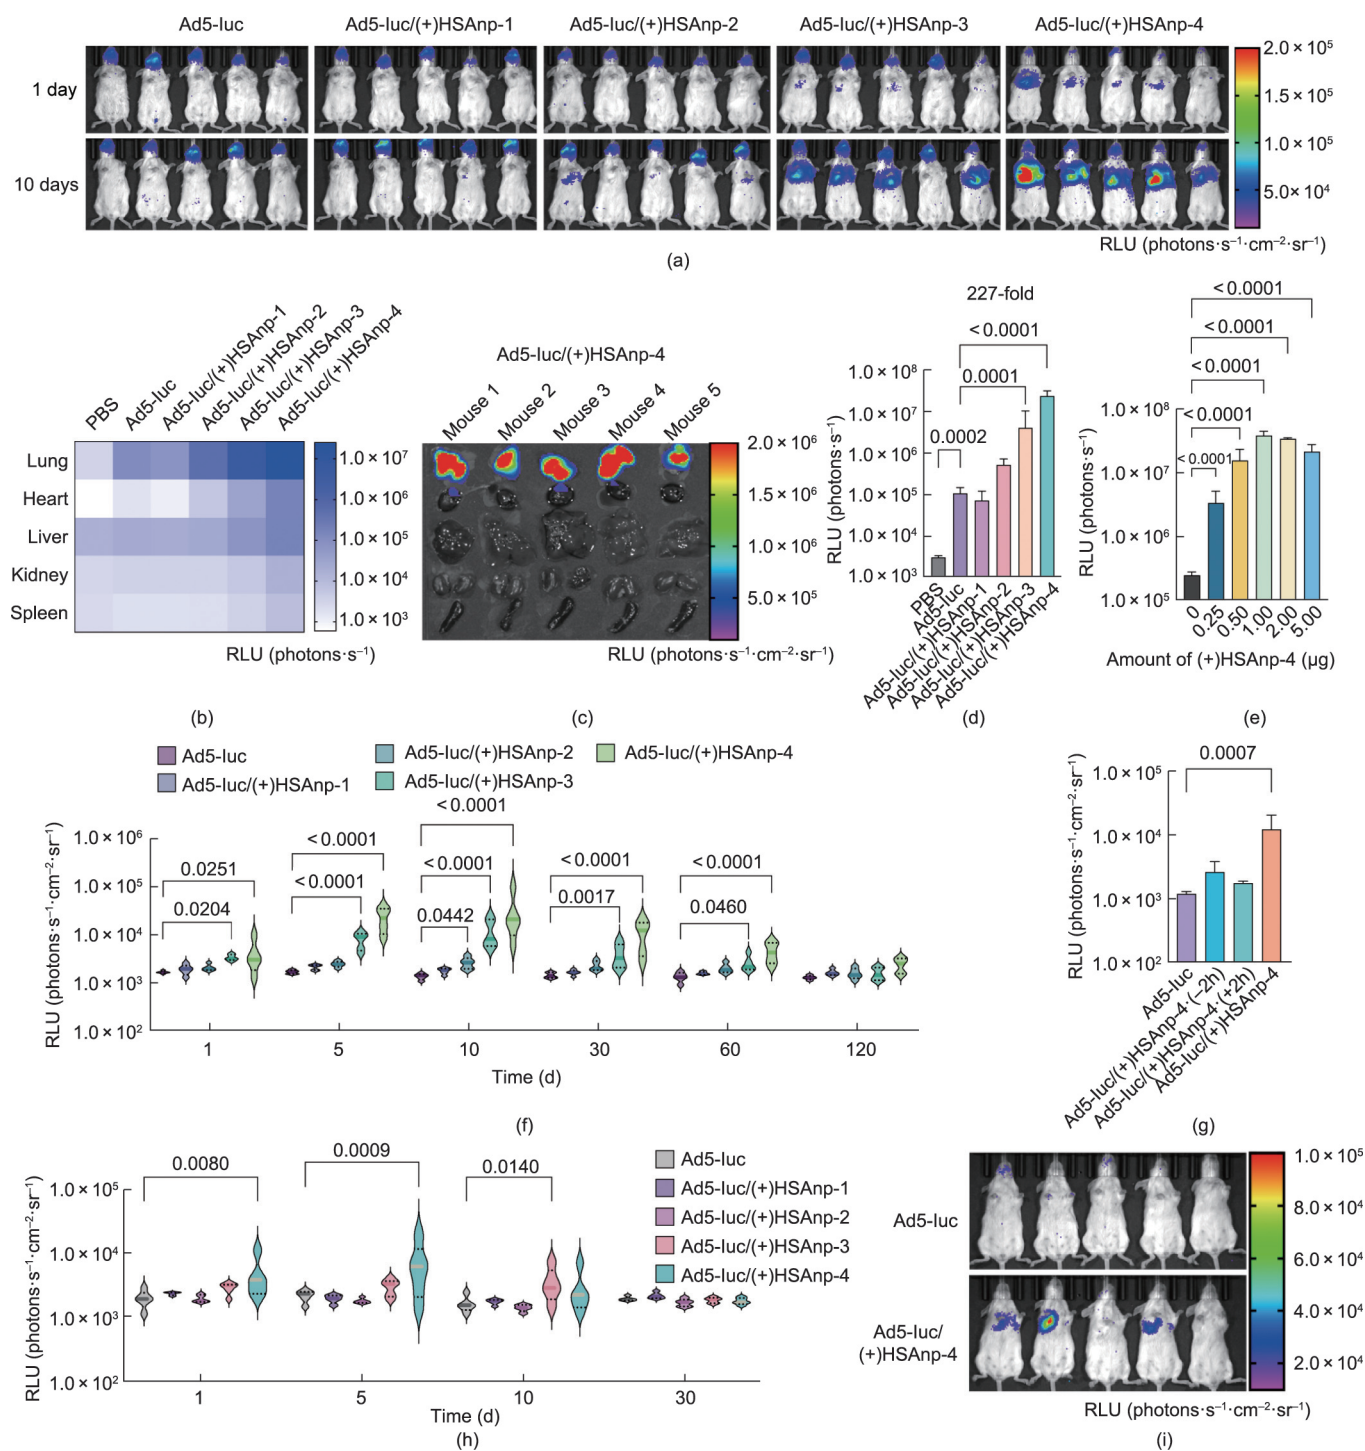 Ad5-luc Ad5-luc/(+)HSAnp-1 Ad5-luc/(+)HSAnp-2 Ad5-luc/(+)HSAnp-3 Ad5-luc/(+)HSAnp-4
1 day
10 days
2.0 × 10⁵
1.5 × 10⁵
1.0 × 10⁵
5.0 × 10⁴
RLU (photons·s⁻¹·cm⁻²·sr⁻¹)
(a)
PBS
Ad5-luc
Ad5-luc/(+)HSAnp-1
Ad5-luc/(+)HSAnp-2
Ad5-luc/(+)HSAnp-3
Ad5-luc/(+)HSAnp-4
Lung
Heart
Liver
Kidney
Spleen
1.0 × 10⁷
1.0 × 10⁶
1.0 × 10⁵
1.0 × 10⁴
1.0 × 10³
RLU (photons·s⁻¹)
(b)
Ad5-luc/(+)HSAnp-4
Mouse 1
Mouse 2
Mouse 3
Mouse 4
Mouse 5
2.0 × 10⁶
1.5 × 10⁶
1.0 × 10⁶
5.0 × 10⁵
RLU (photons·s⁻¹·cm⁻²·sr⁻¹)
(c)
227-fold
< 0.0001
0.0001
0.0002
RLU (photons·s⁻¹)
1.0 × 10⁸
1.0 × 10⁷
1.0 × 10⁶
1.0 × 10⁵
1.0 × 10⁴
1.0 × 10³
PBS
Ad5-luc
Ad5-luc/(+)HSAnp-1
Ad5-luc/(+)HSAnp-2
Ad5-luc/(+)HSAnp-3
Ad5-luc/(+)HSAnp-4
(d)
< 0.0001
< 0.0001
< 0.0001
< 0.0001
< 0.0001
RLU (photons·s⁻¹)
1.0 × 10⁸
1.0 × 10⁷
1.0 × 10⁶
1.0 × 10⁵
0 0.25 0.50 1.00 2.00 5.00
Amount of (+)HSAnp-4 (μg)
(e)
Ad5-luc Ad5-luc/(+)HSAnp-2 Ad5-luc/(+)HSAnp-4
Ad5-luc/(+)HSAnp-1 Ad5-luc/(+)HSAnp-3
RLU (photons·s⁻¹·cm⁻²·sr⁻¹)
1.0 × 10⁶
1.0 × 10⁵
1.0 × 10⁴
1.0 × 10³
1.0 × 10²
0.0251
0.0204
< 0.0001
< 0.0001
< 0.0001
< 0.0001
0.0442
< 0.0001
0.0017
< 0.0001
0.0460
1 5 10 30 60 120
Time (d)
(f)
0.0007
RLU (photons·s⁻¹·cm⁻²·sr⁻¹)
1.0 × 10⁵
1.0 × 10⁴
1.0 × 10³
1.0 × 10²
Ad5-luc
Ad5-luc/(+)HSAnp-4·(−2h)
Ad5-luc/(+)HSAnp-4·(+2h)
Ad5-luc/(+)HSAnp-4
(g)
RLU (photons·s⁻¹·cm⁻²·sr⁻¹)
1.0 × 10⁵
1.0 × 10⁴
1.0 × 10³
1.0 × 10²
0.0080
0.0009
0.0140
Ad5-luc
Ad5-luc/(+)HSAnp-1
Ad5-luc/(+)HSAnp-2
Ad5-luc/(+)HSAnp-3
Ad5-luc/(+)HSAnp-4
1 5 10 30
Time (d)
(h)
Ad5-luc
Ad5-luc/
(+)HSAnp-4
1.0 × 10⁵
8.0 × 10⁴
6.0 × 10⁴
4.0 × 10⁴
2.0 × 10⁴
RLU (photons·s⁻¹·cm⁻²·sr⁻¹)
(i)